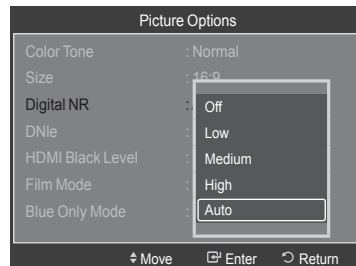 Picture Options
Color Tone : Normal
Size : 16:9
Digital NR :
DNIe :
HDMI Black Level :
Film Mode :
Blue Only Mode :
Off
Low
Medium
High
Auto
Move Enter Return